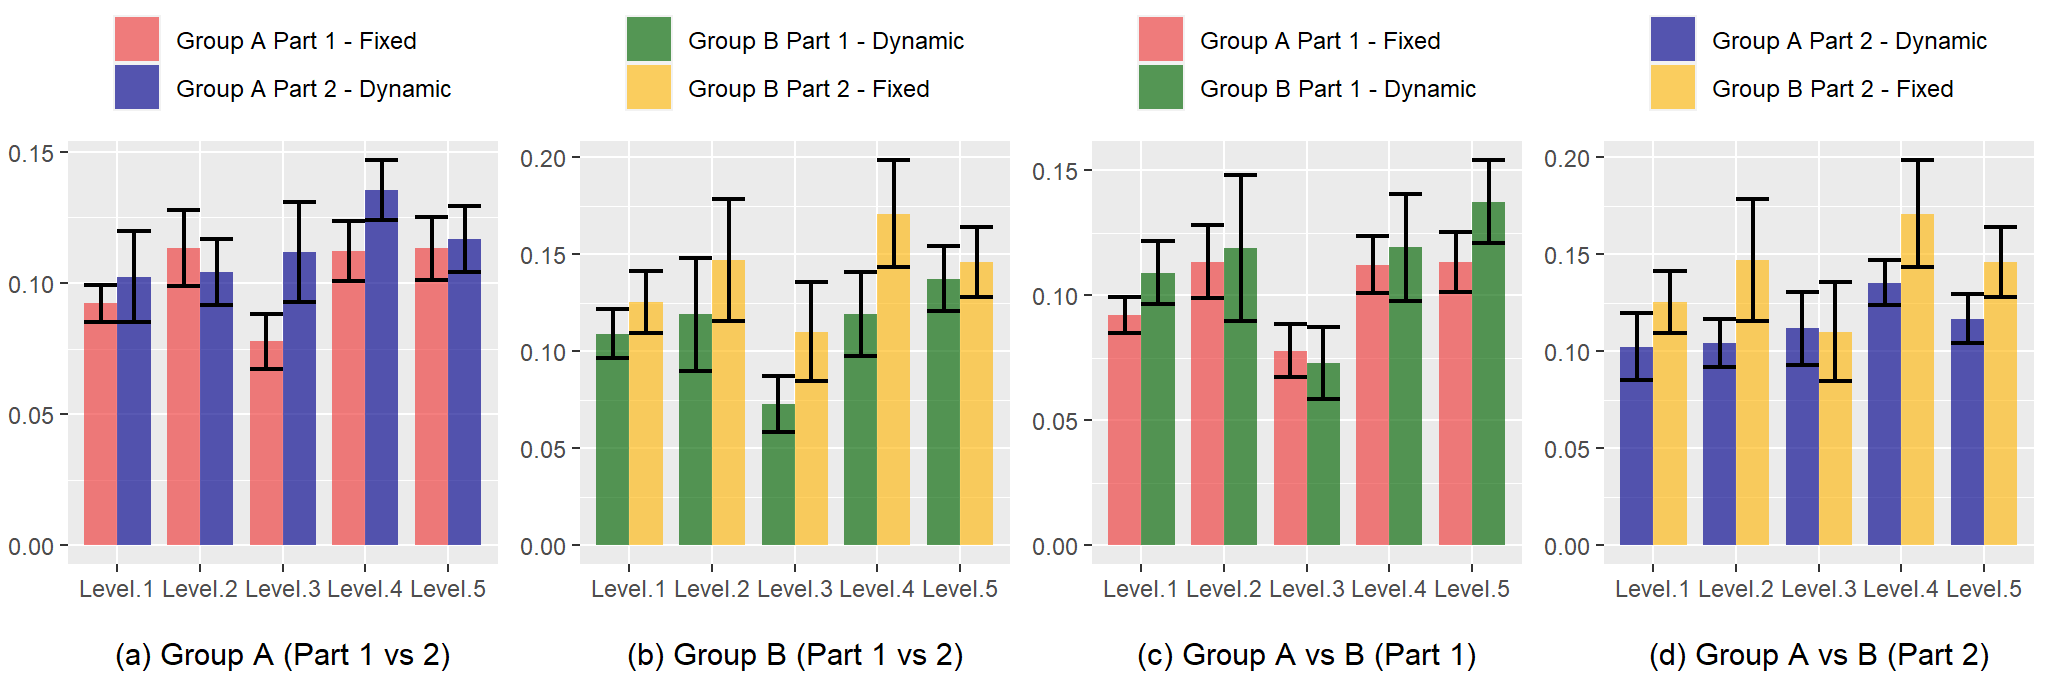 Group A Part 1 - Fixed
Group A Part 2 - Dynamic
0.15
0.10
0.05
0.00
Level.1 Level.2 Level.3 Level.4 Level.5
(a) Group A (Part 1 vs 2)
Group B Part 1 - Dynamic
Group B Part 2 - Fixed
0.20
0.15
0.10
0.05
0.00
Level.1 Level.2 Level.3 Level.4 Level.5
(b) Group B (Part 1 vs 2)
Group A Part 1 - Fixed
Group B Part 1 - Dynamic
0.15
0.10
0.05
0.00
Level.1 Level.2 Level.3 Level.4 Level.5
(c) Group A vs B (Part 1)
Group A Part 2 - Dynamic
Group B Part 2 - Fixed
0.20
0.15
0.10
0.05
0.00
Level.1 Level.2 Level.3 Level.4 Level.5
(d) Group A vs B (Part 2)